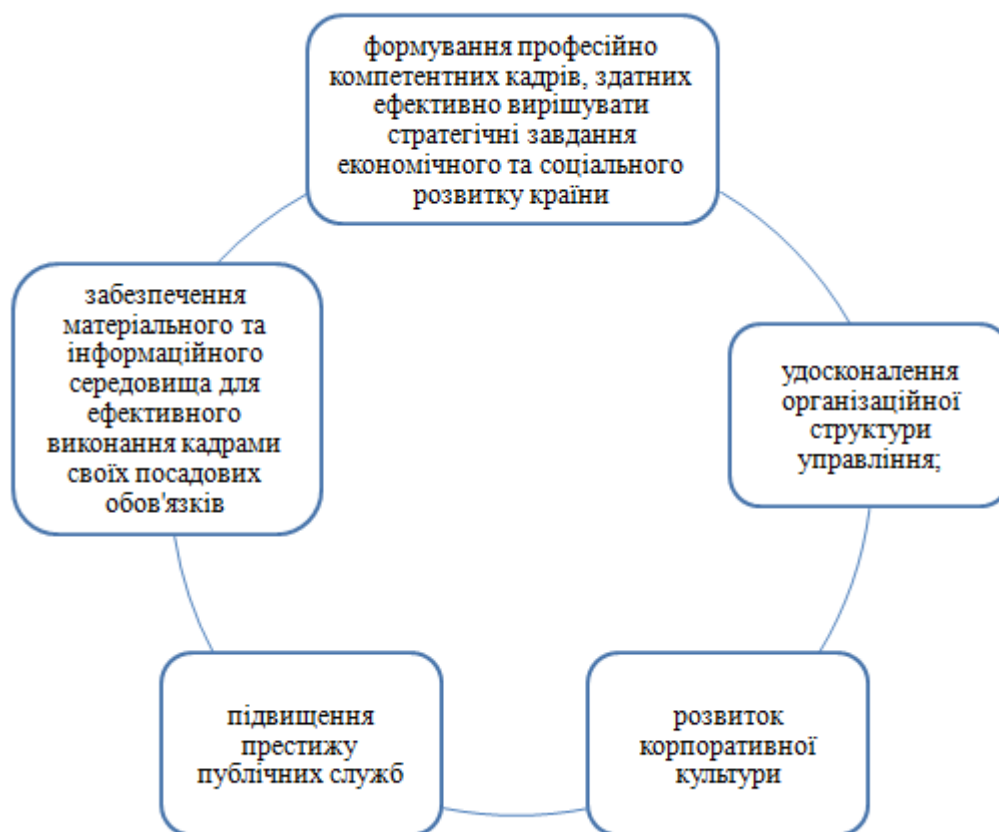 формування професійно
компетентних кадрів, здатних
ефективно вирішувати
стратегічні завдання
економічного та соціального
розвитку країни
удосконалення
організаційної
структури
управління;
розвиток
корпоративної
культури
підвищення
престижу
публічних служб
забезпечення
матеріального та
інформаційного
середовища для
ефективного
виконання кадрами
своїх посадових
обов'язків